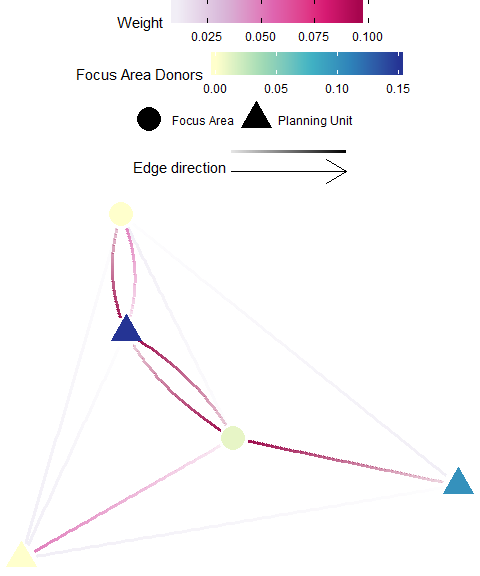 Weight
0.025 0.050 0.075 0.100
Focus Area Donors
0.00 0.05 0.10 0.15
Focus Area Planning Unit
Edge direction